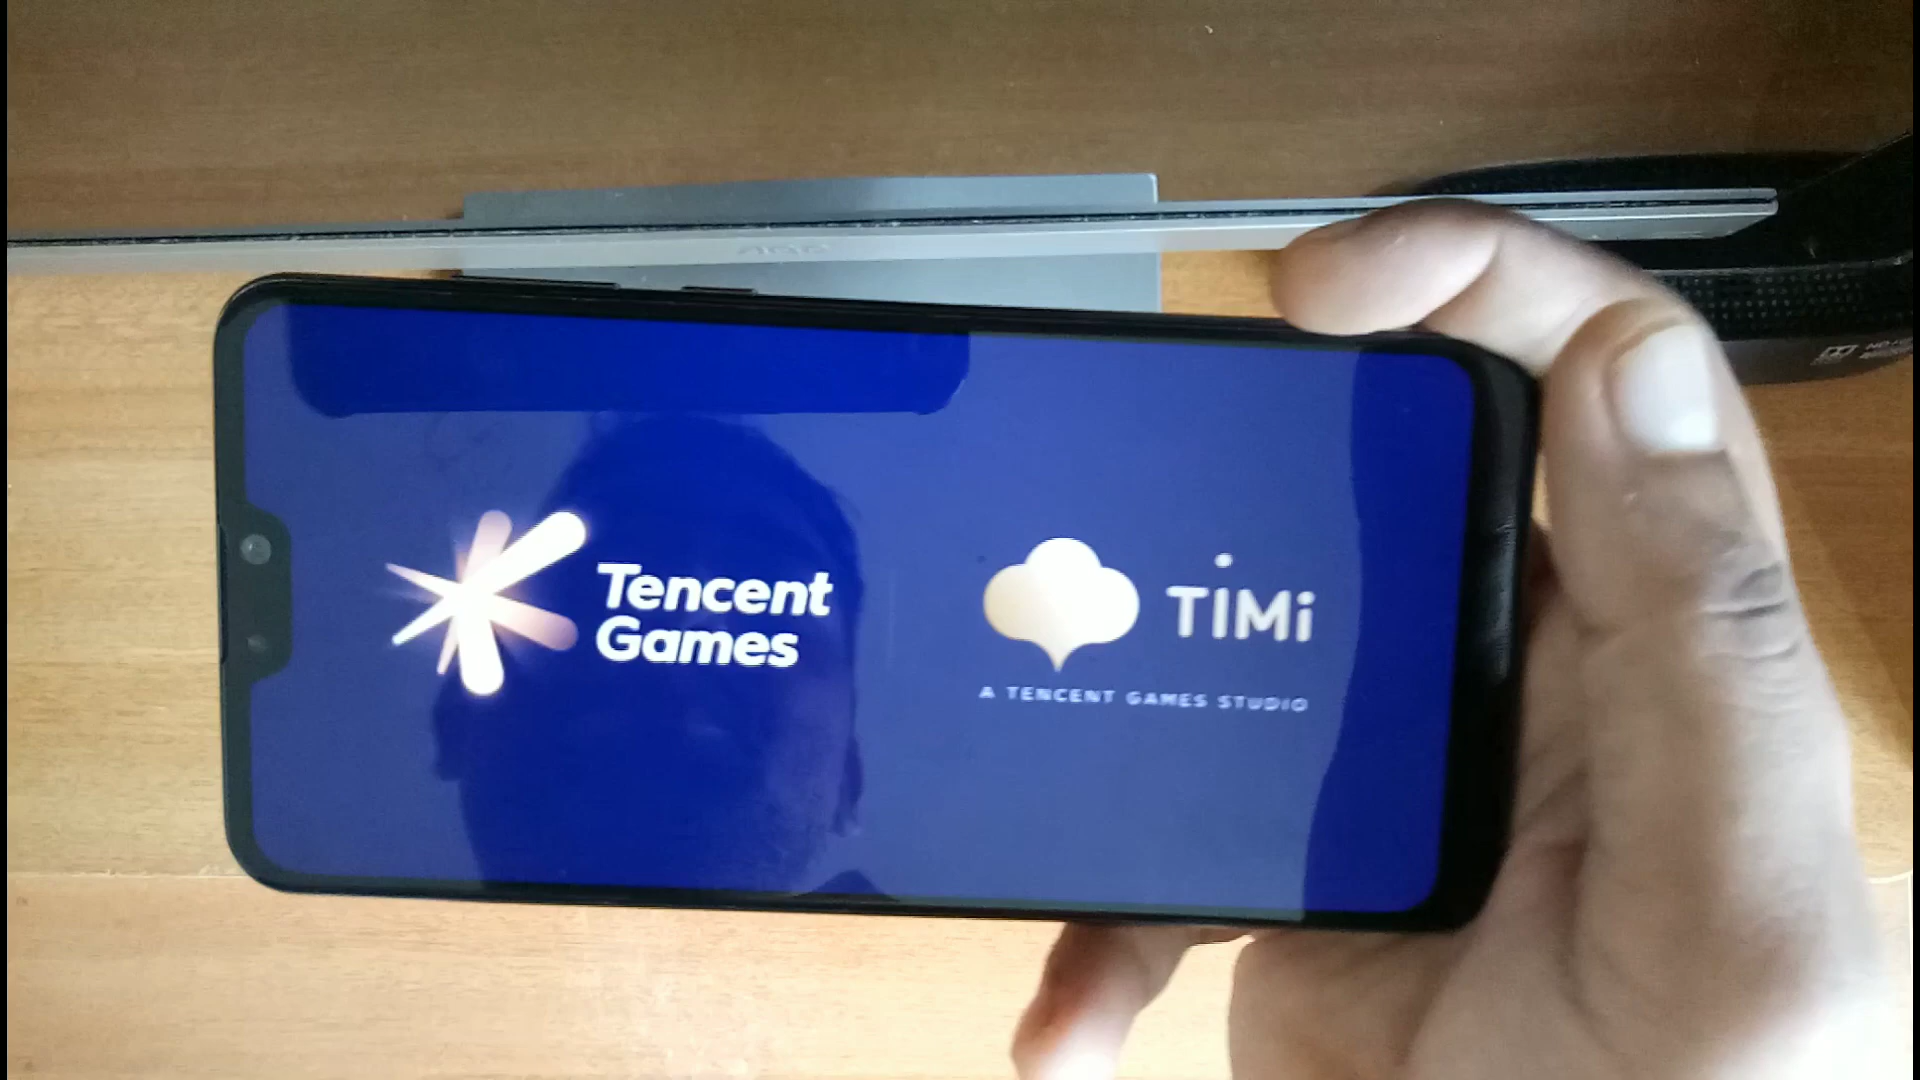 Tencent
Games
TiMi
A TENCENT GAMES STUDIO